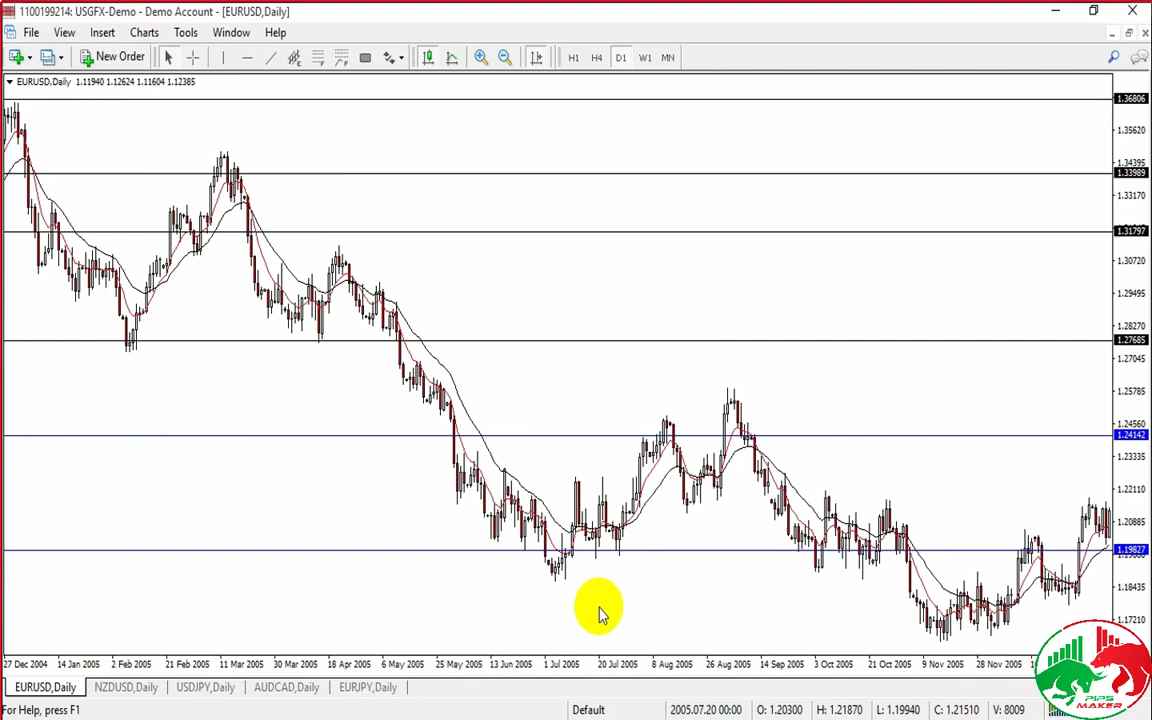 1100199214: USGFX-Demo - Demo Account - [EURUSD,Daily]
File View Insert Charts Tools Window Help
New Order H1 H4 D1 W1 MN
EURUSD,Daily 1.11940 1.12624 1.11604 1.12385
1.36806
1.35620
1.34395
1.33989
1.33170
1.31797
1.30720
1.29495
1.28270
1.27685
1.27045
1.25785
1.24560
1.24142
1.23335
1.22110
1.20885
1.19827
1.18435
1.17210
27 Dec 2004 14 Jan 2005 2 Feb 2005 21 Feb 2005 11 Mar 2005 30 Mar 2005 18 Apr 2005 6 May 2005 25 May 2005 13 Jun 2005 1 Jul 2005 20 Jul 2005 8 Aug 2005 26 Aug 2005 14 Sep 2005 3 Oct 2005 21 Oct 2005 9 Nov 2005 28 Nov 2005
EURUSD,Daily NZDUSD,Daily USDJPY,Daily AUDCAD,Daily EURJPY,Daily
PIPS
MAKER
For Help, press F1 Default 2005.07.20 00:00 O: 1.20300 H: 1.21870 L: 1.19940 C: 1.21510 V: 8009